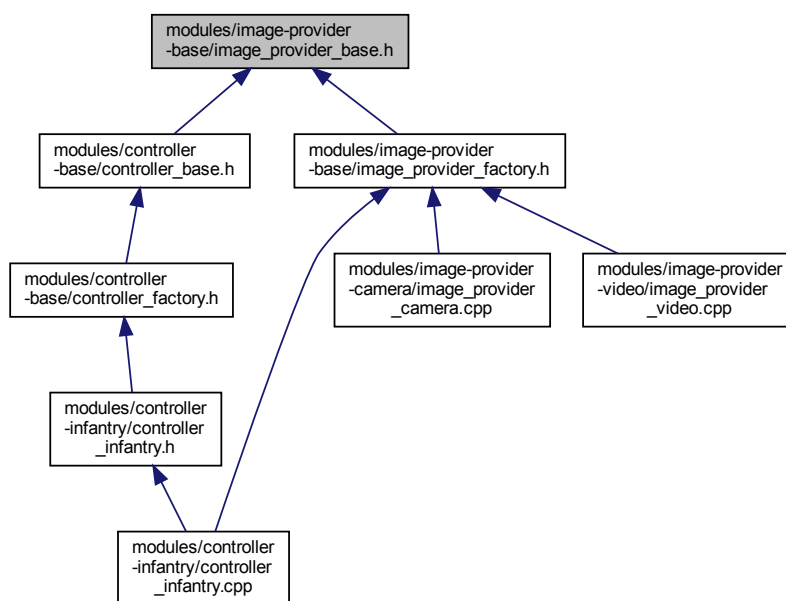 modules/image-provider
-base/image_provider_base.h
modules/controller
-base/controller_base.h
modules/image-provider
-base/image_provider_factory.h
modules/controller
-base/controller_factory.h
modules/image-provider
-camera/image_provider
_camera.cpp
modules/image-provider
-video/image_provider
_video.cpp
modules/controller
-infantry/controller
_infantry.h
modules/controller
-infantry/controller
_infantry.cpp